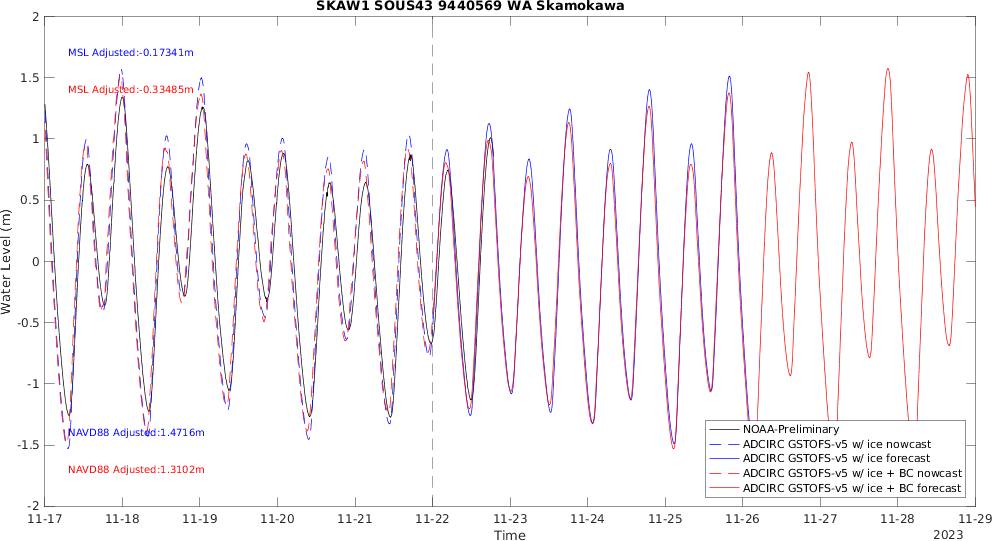 SKAW1 SOUS43 9440569 WA Skamokawa
2
1.5
1
0.5
0
-0.5
-1
-1.5
-2
Water Level (m)
MSL Adjusted:-0.17341m
MSL Adjusted:-0.33485m
NAVD88 Adjusted:1.4716m
NAVD88 Adjusted:1.3102m
NOAA-Preliminary
ADCIRC GSTOFS-v5 w/ ice nowcast
ADCIRC GSTOFS-v5 w/ ice forecast
ADCIRC GSTOFS-v5 w/ ice + BC nowcast
ADCIRC GSTOFS-v5 w/ ice + BC forecast
11-17 11-18 11-19 11-20 11-21 11-22 11-23 11-24 11-25 11-26 11-27 11-28 11-29
Time
2023